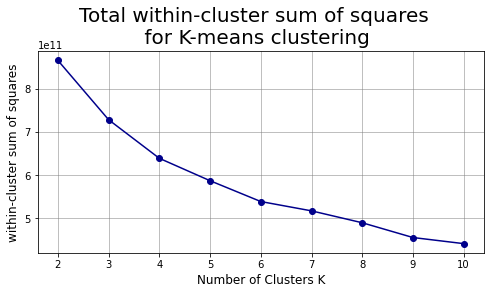 Total within-cluster sum of squares
for K-means clustering
1e11
8
7
6
5
within-cluster sum of squares
2 3 4 5 6 7 8 9 10
Number of Clusters K